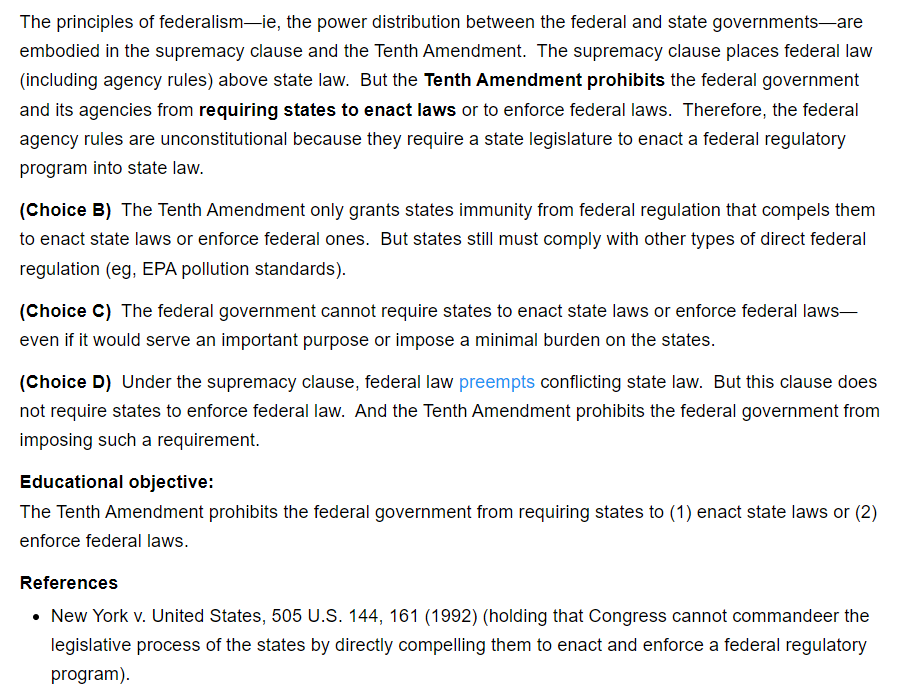 The principles of federalism—ie, the power distribution between the federal and state governments—are
embodied in the supremacy clause and the Tenth Amendment.  The supremacy clause places federal law
(including agency rules) above state law.  But the Tenth Amendment prohibits the federal government
and its agencies from requiring states to enact laws or to enforce federal laws.  Therefore, the federal
agency rules are unconstitutional because they require a state legislature to enact a federal regulatory
program into state law.
(Choice B)  The Tenth Amendment only grants states immunity from federal regulation that compels them
to enact state laws or enforce federal ones.  But states still must comply with other types of direct federal
regulation (eg, EPA pollution standards).
(Choice C)  The federal government cannot require states to enact state laws or enforce federal laws—
even if it would serve an important purpose or impose a minimal burden on the states.
(Choice D)  Under the supremacy clause, federal law preempts conflicting state law.  But this clause does
not require states to enforce federal law.  And the Tenth Amendment prohibits the federal government from
imposing such a requirement.
Educational objective:
The Tenth Amendment prohibits the federal government from requiring states to (1) enact state laws or (2)
enforce federal laws.
References
• New York v. United States, 505 U.S. 144, 161 (1992) (holding that Congress cannot commandeer the
legislative process of the states by directly compelling them to enact and enforce a federal regulatory
program).